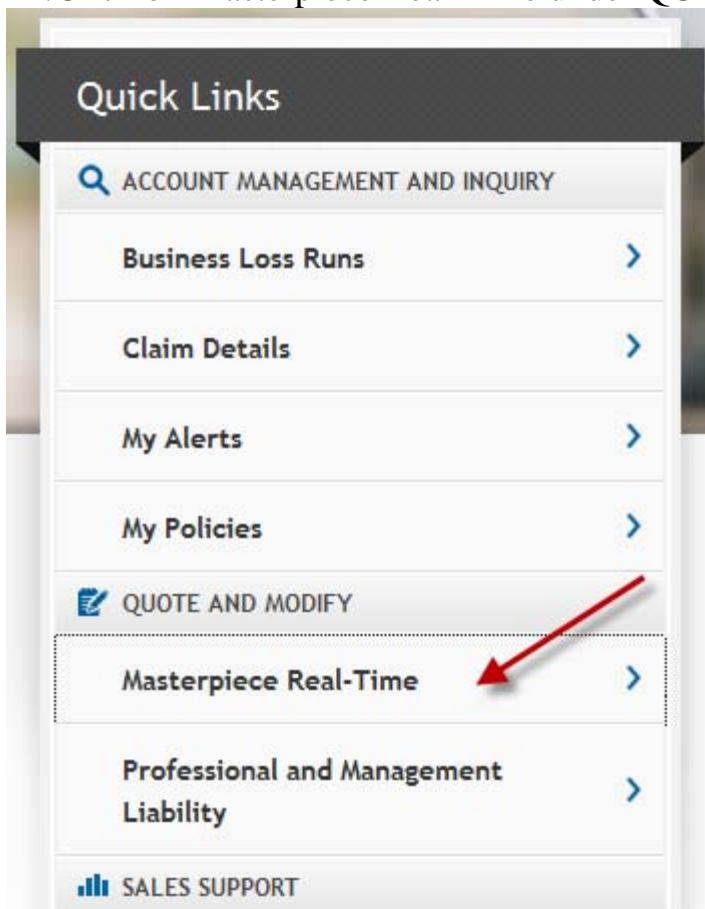 Quick Links
ACCOUNT MANAGEMENT AND INQUIRY
Business Loss Runs
Claim Details
My Alerts
My Policies
QUOTE AND MODIFY
Masterpiece Real-Time
Professional and Management
Liability
SALES SUPPORT